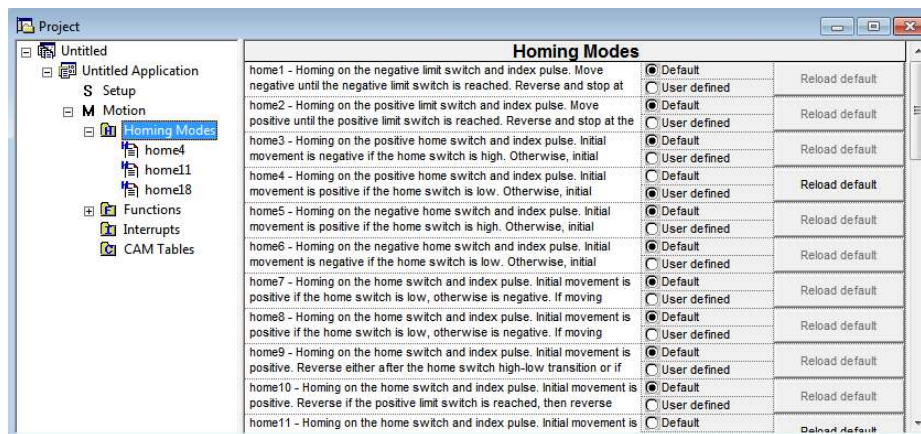 Project
Untitled
Untitled Application
S Setup
M Motion
Homing Modes
home4
home11
home18
Functions
Interrupts
CAM Tables
Homing Modes
home1 - Homing on the negative limit switch and index pulse. Move
negative until the negative limit switch is reached. Reverse and stop at
Default
User defined
Reload default
home2 - Homing on the positive limit switch and index pulse. Move
positive until the positive limit switch is reached. Reverse and stop at the
Default
User defined
Reload default
home3 - Homing on the positive home switch and index pulse. Initial
movement is negative if the home switch is high. Otherwise, initial
Default
User defined
Reload default
home4 - Homing on the positive home switch and index pulse. Initial
movement is positive if the home switch is low. Otherwise, initial
Default
User defined
Reload default
home5 - Homing on the negative home switch and index pulse. Initial
movement is positive if the home switch is high. Otherwise, initial
Default
User defined
Reload default
home6 - Homing on the negative home switch and index pulse. Initial
movement is negative if the home switch is low. Otherwise, initial
Default
User defined
Reload default
home7 - Homing on the home switch and index pulse. Initial movement is
positive if the home switch is low, otherwise is negative. If moving
Default
User defined
Reload default
home8 - Homing on the home switch and index pulse. Initial movement is
positive if the home switch is low, otherwise is negative. If moving
Default
User defined
Reload default
home9 - Homing on the home switch and index pulse. Initial movement is
positive. Reverse either after the home switch high-low transition or if
Default
User defined
Reload default
home10 - Homing on the home switch and index pulse. Initial movement is
positive. Reverse if the positive limit switch is reached, then reverse
Default
User defined
Reload default
home11 - Homing on the home switch and index pulse. Initial movement is
Default
Reload default